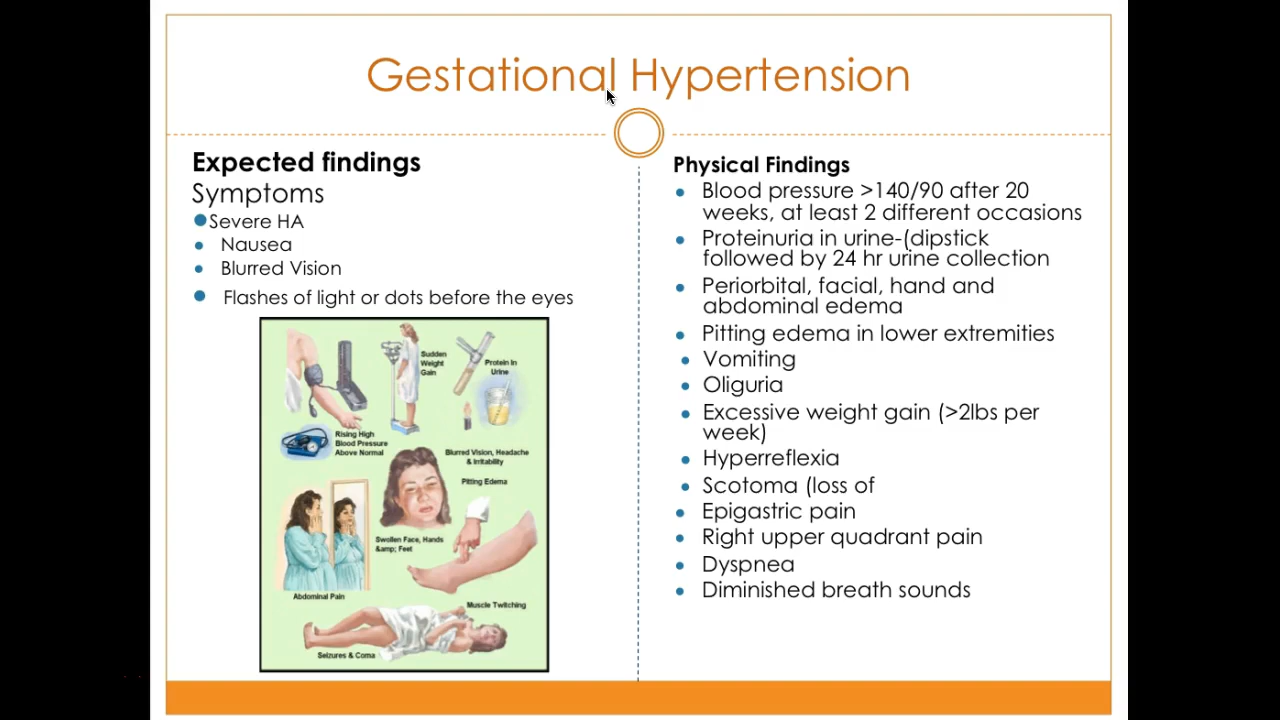 Gestational Hypertension
Expected findings
Symptoms
Severe HA
Nausea
Blurred Vision
Flashes of light or dots before the eyes
Sudden
Weight
Gain
Protein In
Urine
Rising High
Blood Pressure
Above Normal
Blurred Vision, Headache
& Irritability
Pitting Edema
Swollen Face, Hands
&amp; Feet
Abdominal Pain
Muscle Twitching
Seizures & Coma
Physical Findings
Blood pressure >140/90 after 20
weeks, at least 2 different occasions
Proteinuria in urine-(dipstick
followed by 24 hr urine collection
Periorbital, facial, hand and
abdominal edema
Pitting edema in lower extremities
Vomiting
Oliguria
Excessive weight gain (>2lbs per
week)
Hyperreflexia
Scotoma (loss of
Epigastric pain
Right upper quadrant pain
Dyspnea
Diminished breath sounds